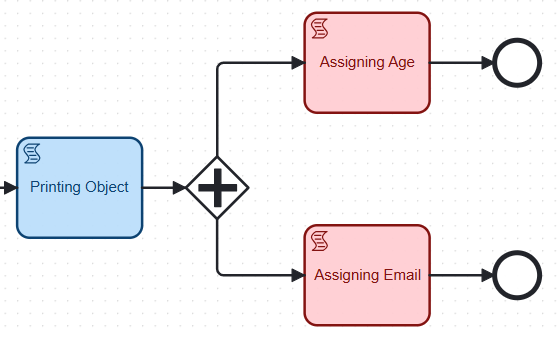 Assigning Age
Printing Object
Assigning Email